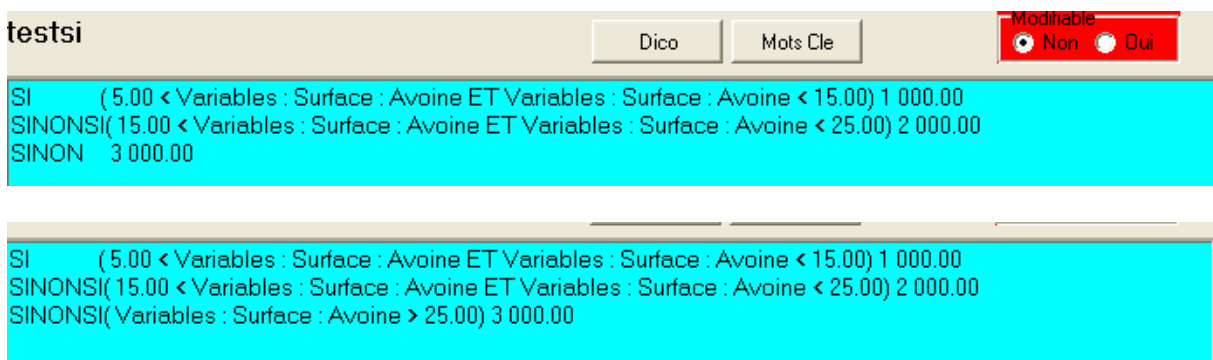 testsi
Dico
Mots Cle
Modifiable
Non Oui
SI ( 5.00 < Variables : Surface : Avoine ET Variables : Surface : Avoine < 15.00) 1 000.00
SINONSI( 15.00 < Variables : Surface : Avoine ET Variables : Surface : Avoine < 25.00) 2 000.00
SINON 3 000.00
SI ( 5.00 < Variables : Surface : Avoine ET Variables : Surface : Avoine < 15.00) 1 000.00
SINONSI( 15.00 < Variables : Surface : Avoine ET Variables : Surface : Avoine < 25.00) 2 000.00
SINONSI( Variables : Surface : Avoine > 25.00) 3 000.00